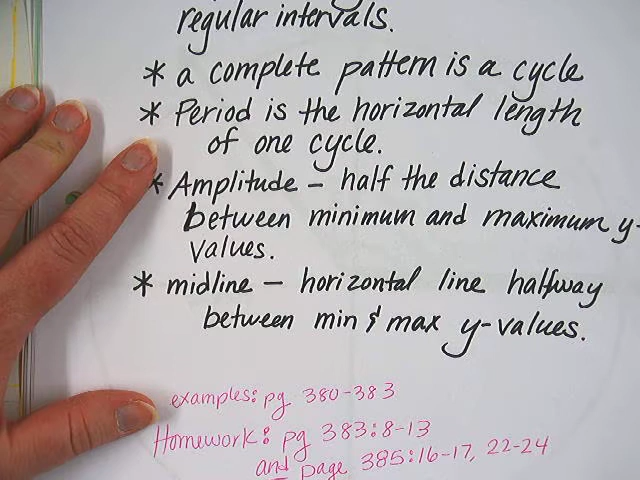 regular intervals.
* a complete pattern is a cycle
* Period is the horizontal length
of one cycle.
* Amplitude - half the distance
between minimum and maximum y-
values.
* midline - horizontal line halfway
between min & max y-values.
examples: pg 380-383
Homework: pg 383: 8-13
and page 385: 16-17, 22-24